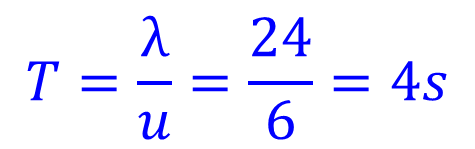 T = λ/u = 24/6 = 4s